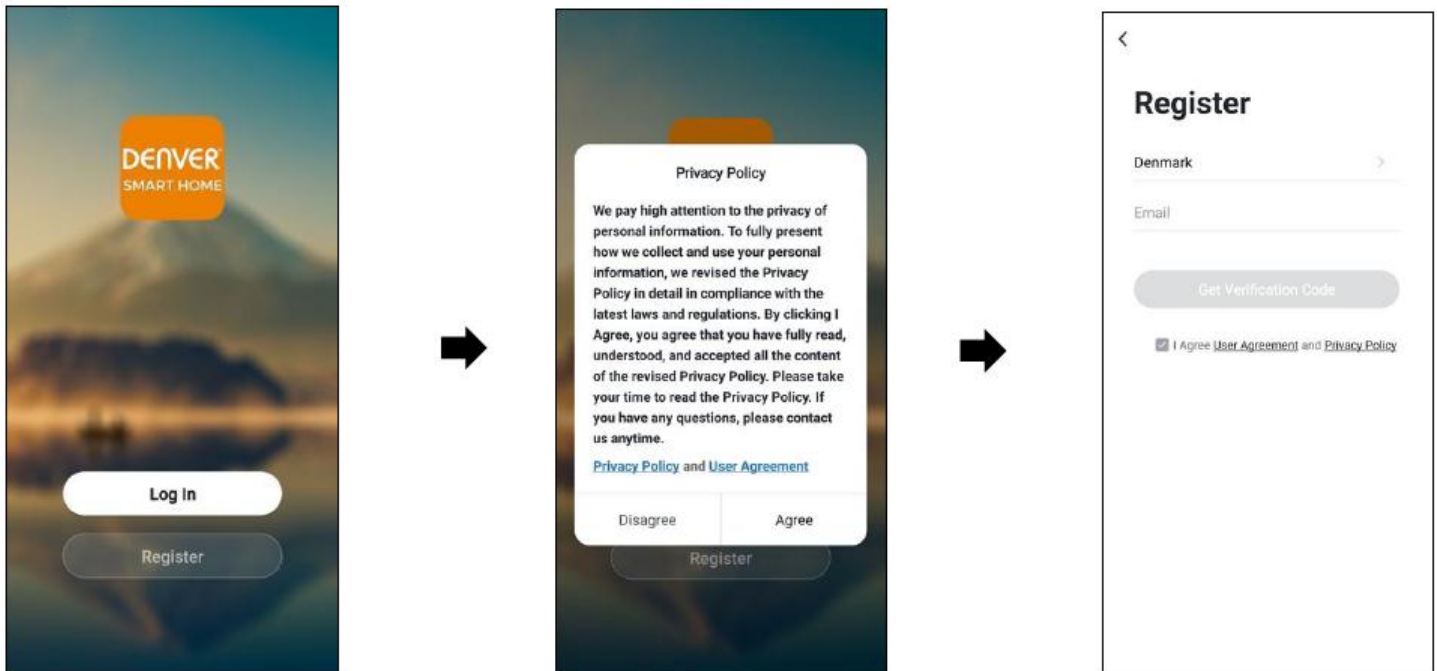 DENVER
SMART HOME
Log In
Register
Privacy Policy
We pay high attention to the privacy of
personal information. To fully present
how we collect and use your personal
information, we revised the Privacy
Policy in detail in compliance with the
latest laws and regulations. By clicking I
Agree, you agree that you have fully read,
understood, and accepted all the content
of the revised Privacy Policy. Please take
your time to read the Privacy Policy. If
you have any questions, please contact
us anytime.
Privacy Policy and User Agreement
Disagree Agree
Register
Register
Denmark
Email
Get Verification Code
I Agree User Agreement and Privacy Policy